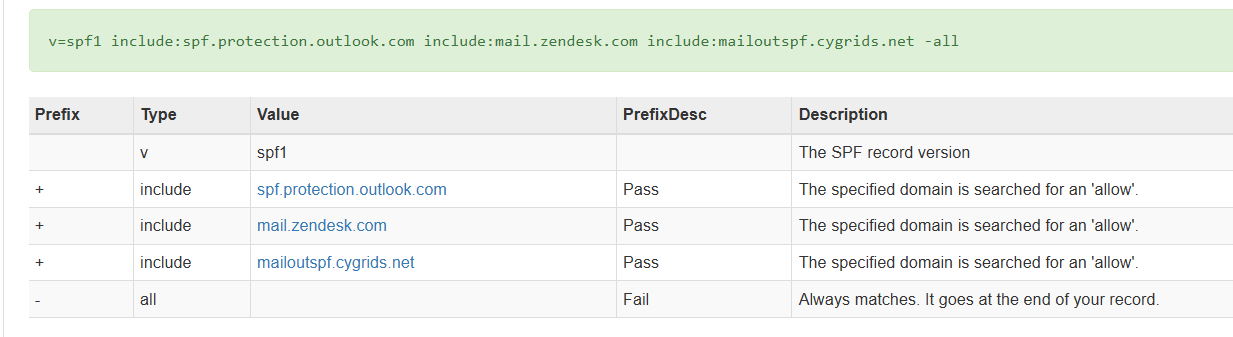 v=spf1 include:spf.protection.outlook.com include:mail.zendesk.com include:mailoutspf.cygrids.net -all
Prefix Type Value PrefixDesc Description
v spf1 The SPF record version
+ include spf.protection.outlook.com Pass The specified domain is searched for an 'allow'.
+ include mail.zendesk.com Pass The specified domain is searched for an 'allow'.
+ include mailoutspf.cygrids.net Pass The specified domain is searched for an 'allow'.
- all Fail Always matches. It goes at the end of your record.